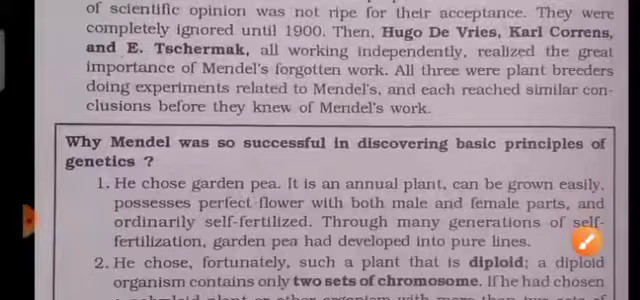 of scientific opinion was not ripe for their acceptance. They were
completely ignored until 1900. Then, Hugo De Vries, Karl Correns,
and E. Tschermak, all working independently, realized the great
importance of Mendel's forgotten work. All three were plant breeders
doing experiments related to Mendel's, and each reached similar con-
clusions before they knew of Mendel's work.
Why Mendel was so successful in discovering basic principles of
genetics ?
1. He chose garden pea. It is an annual plant, can be grown easily,
possesses perfect flower with both male and female parts, and
ordinarily self-fertilized. Through many generations of self-
fertilization, garden pea had developed into pure lines.
2. He chose, fortunately, such a plant that is diploid; a diploid
organism contains only two sets of chromosome. If he had chosen